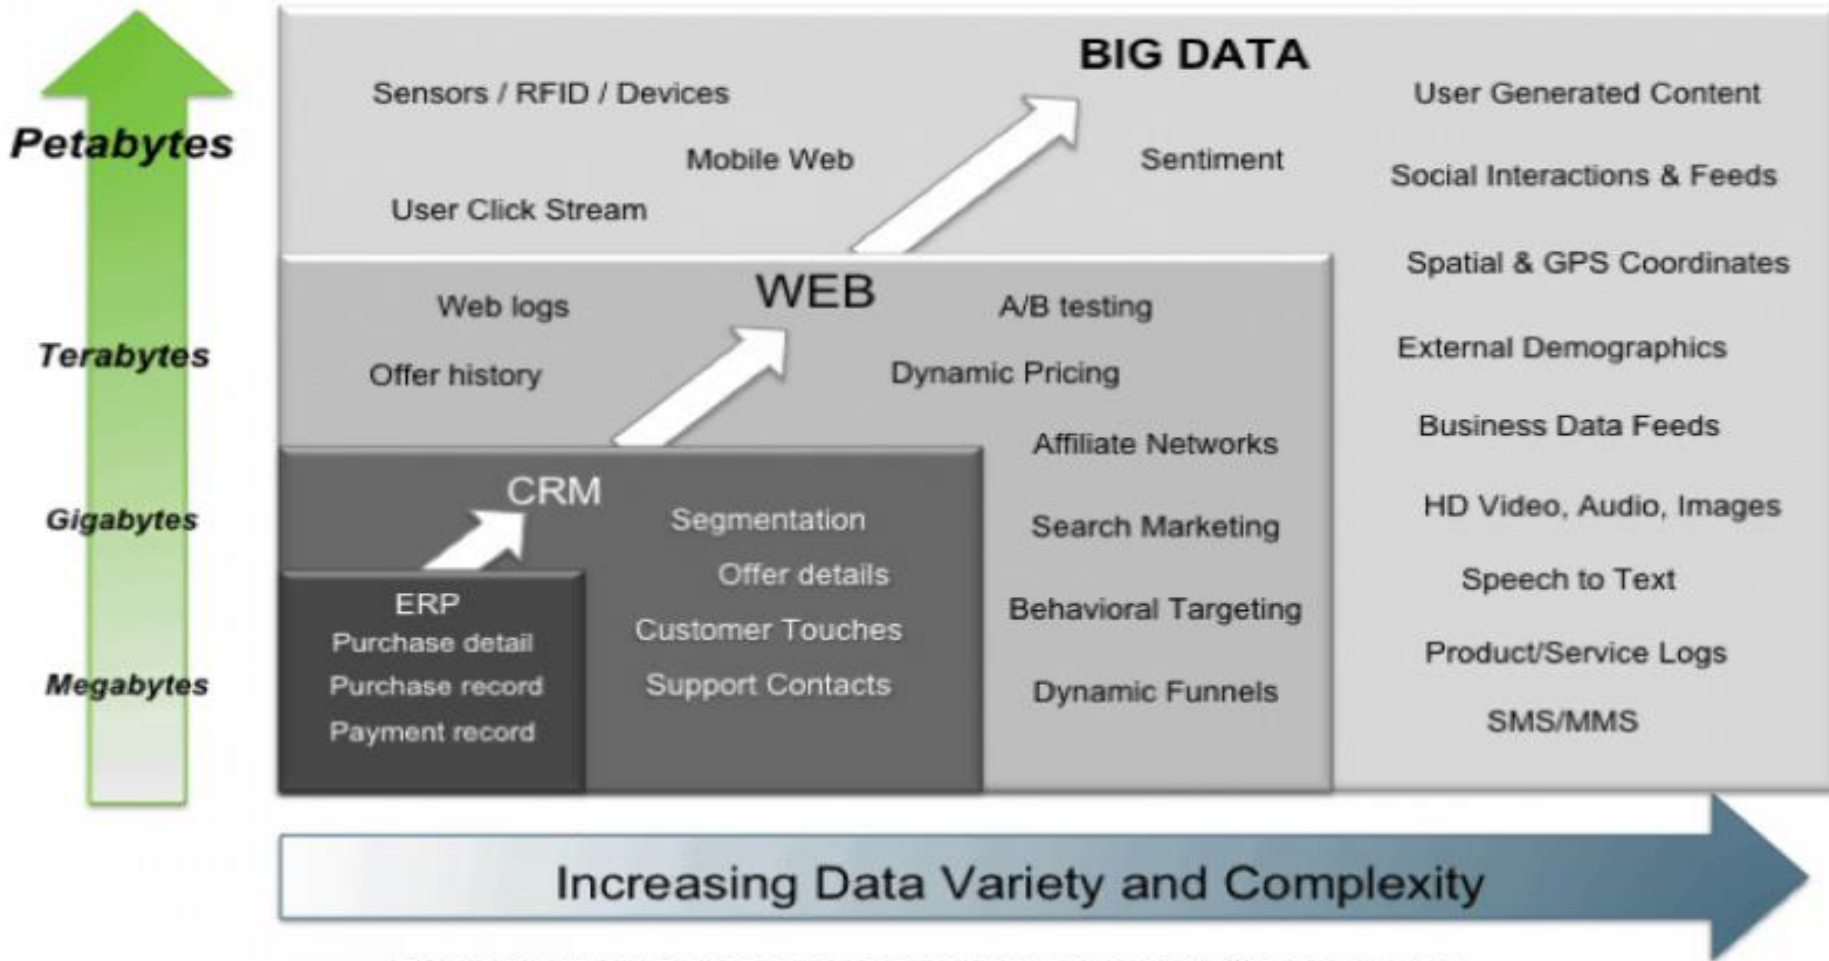 Petabytes
Terabytes
Gigabytes
Megabytes
BIG DATA
Sensors / RFID / Devices
Mobile Web
User Click Stream
Sentiment
User Generated Content
Social Interactions & Feeds
Spatial & GPS Coordinates
External Demographics
Business Data Feeds
HD Video, Audio, Images
Speech to Text
Product/Service Logs
SMS/MMS
WEB
Web logs
Offer history
A/B testing
Dynamic Pricing
Affiliate Networks
Search Marketing
Behavioral Targeting
Dynamic Funnels
CRM
Segmentation
Offer details
Customer Touches
Support Contacts
ERP
Purchase detail
Purchase record
Payment record
Increasing Data Variety and Complexity